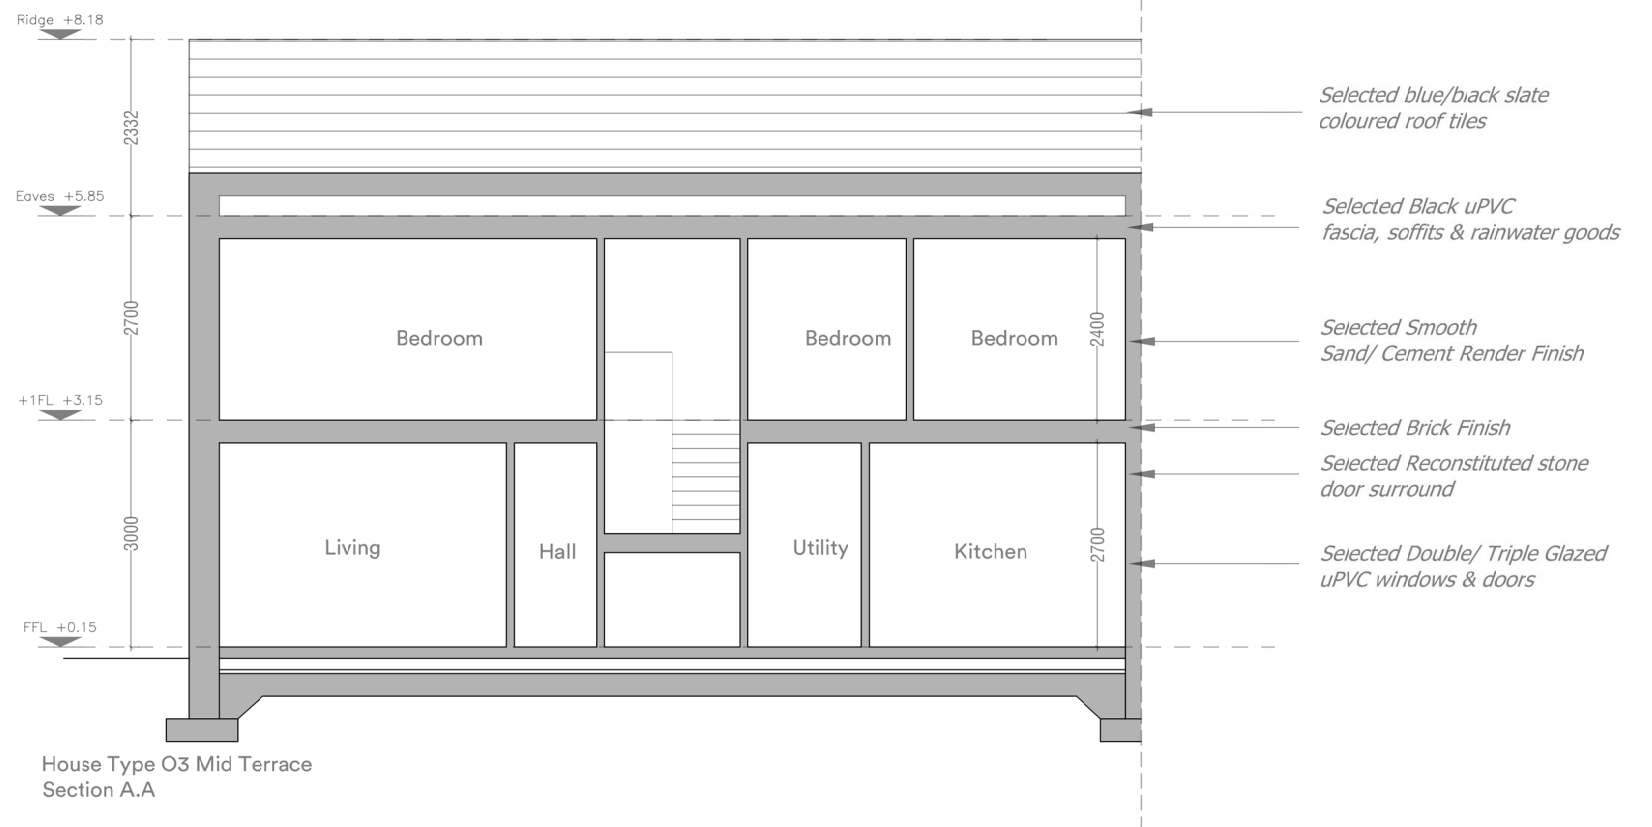 Ridge +8.18
2332
Selected blue/black slate
coloured roof tiles
Eaves +5.85
Selected Black uPVC
fascia, soffits & rainwater goods
2700
Bedroom
Bedroom
Bedroom
2400
Selected Smooth
Sand/ Cement Render Finish
+1FL +3.15
Selected Brick Finish
Selected Reconstituted stone
door surround
3000
Living
Hall
Utility
Kitchen
2700
Selected Double/ Triple Glazed
uPVC windows & doors
FFL +0.15
House Type O3 Mid Terrace
Section A.A